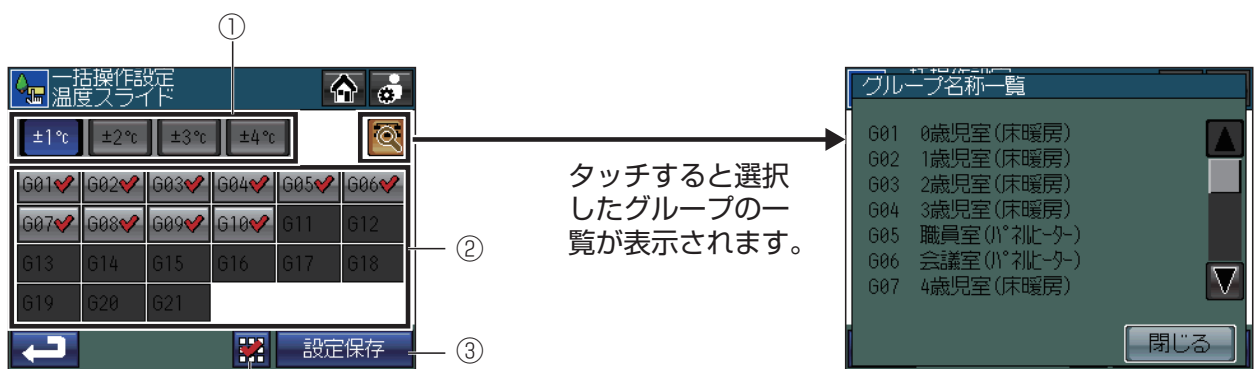 ①
一括操作設定
温度スライド
±1℃ ±2℃ ±3℃ ±4℃
G01 G02 G03 G04 G05 G06
G07 G08 G09 G10 G11 G12
G13 G14 G15 G16 G17 G18
G19 G20 G21
②
設定保存
③
タッチすると選択
したグループの一
覧が表示されます。
グループ名称一覧
G01 0歳児室(床暖房)
G02 1歳児室(床暖房)
G03 2歳児室(床暖房)
G04 3歳児室(床暖房)
G05 職員室(ﾊﾟﾈﾙﾋｰﾀｰ)
G06 会議室(ﾊﾟﾈﾙﾋｰﾀｰ)
G07 4歳児室(床暖房)
閉じる